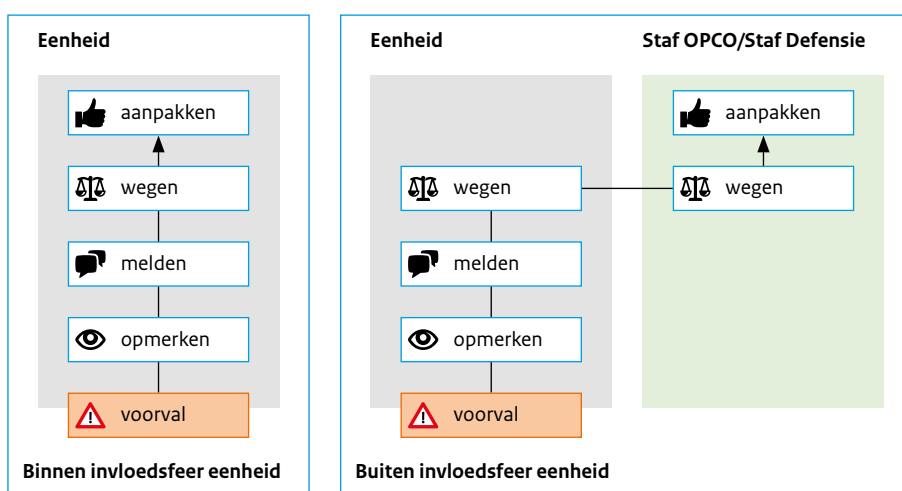 Eenheid
aanpakken
wegen
melden
opmerken
voorval
Binnen invloedsfeer eenheid
Eenheid
Staf OPCO/Staf Defensie
aanpakken
wegen
wegen
melden
opmerken
voorval
Buiten invloedsfeer eenheid